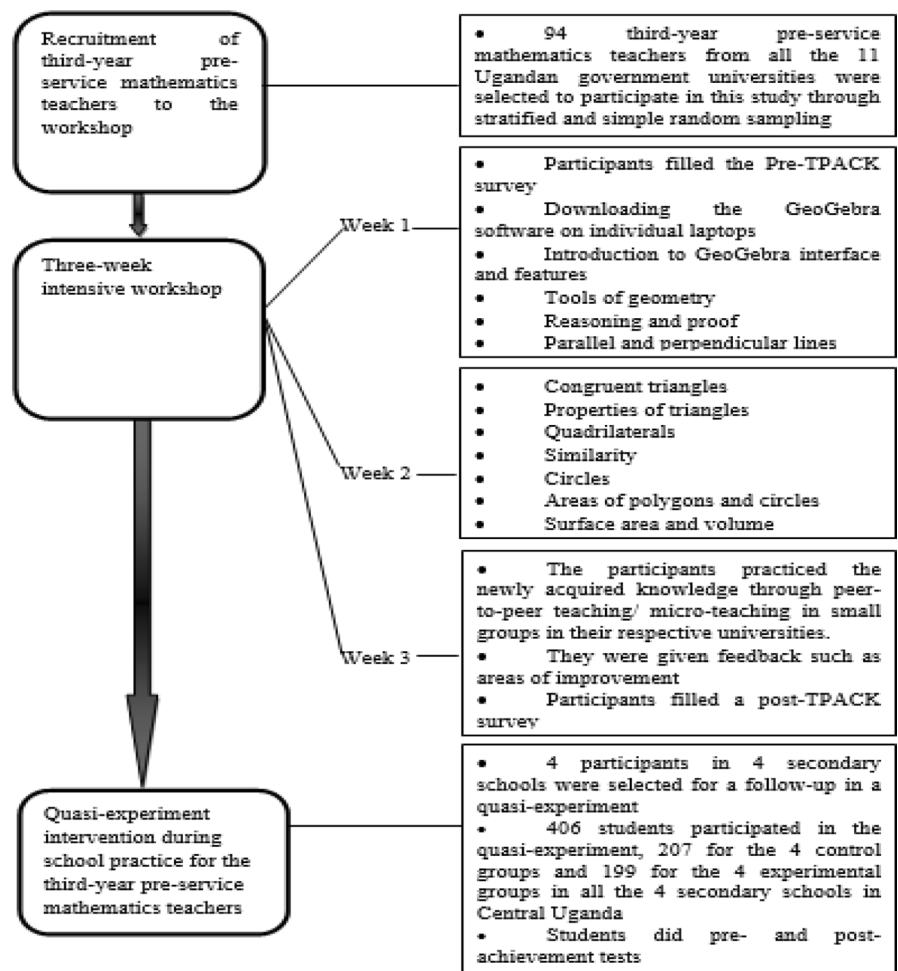 Recruitment of
third-year pre-
service mathematics
teachers to the
workshop
• 94 third-year pre-service
mathematics teachers from all the 11
Ugandan government universities were
selected to participate in this study through
stratified and simple random sampling
Three-week
intensive workshop
Week 1
• Participants filled the Pre-TPACK
survey
• Downloading the GeoGebra
software on individual laptops
• Introduction to GeoGebra interface
and features
• Tools of geometry
• Reasoning and proof
• Parallel and perpendicular lines
Week 2
• Congruent triangles
• Properties of triangles
• Quadrilaterals
• Similarity
• Circles
• Areas of polygons and circles
• Surface area and volume
Week 3
• The participants practiced the
newly acquired knowledge through peer-
to-peer teaching/ micro-teaching in small
groups in their respective universities.
• They were given feedback such as
areas of improvement
• Participants filled a post-TPACK
survey
Quasi-experiment
intervention during
school practice for the
third-year pre-service
mathematics teachers
• 4 participants in 4 secondary
schools were selected for a follow-up in a
quasi-experiment
• 406 students participated in the
quasi-experiment, 207 for the 4 control
groups and 199 for the 4 experimental
groups in all the 4 secondary schools in
Central Uganda
• Students did pre- and post-
achievement tests